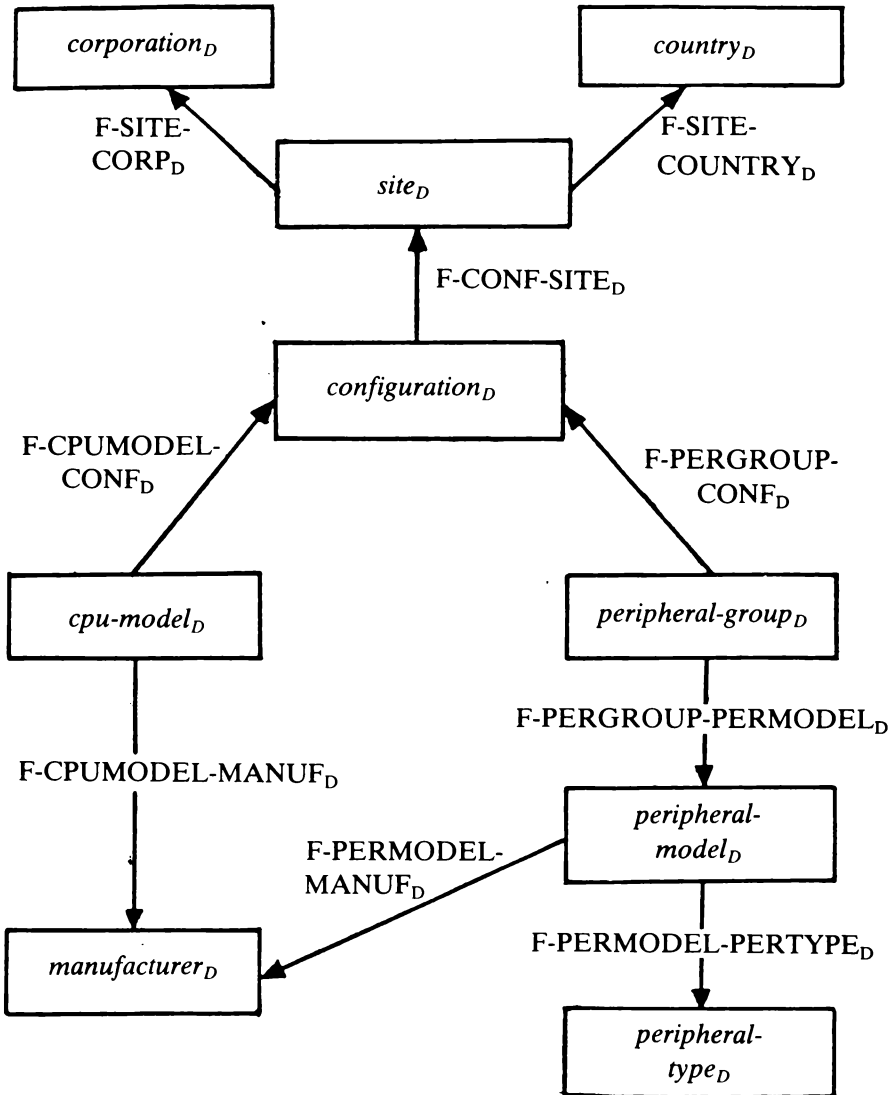 corporation_D
country_D
F-SITE-
CORP_D
F-SITE-
COUNTRY_D
site_D
F-CONF-SITE_D
configuration_D
F-CPUMODEL-
CONF_D
F-PERGROUP-
CONF_D
cpu-model_D
peripheral-group_D
F-PERGROUP-PERMODEL_D
F-CPUMODEL-MANUF_D
peripheral-
model_D
F-PERMODEL-
MANUF_D
F-PERMODEL-PERTYPE_D
manufacturer_D
peripheral-
type_D